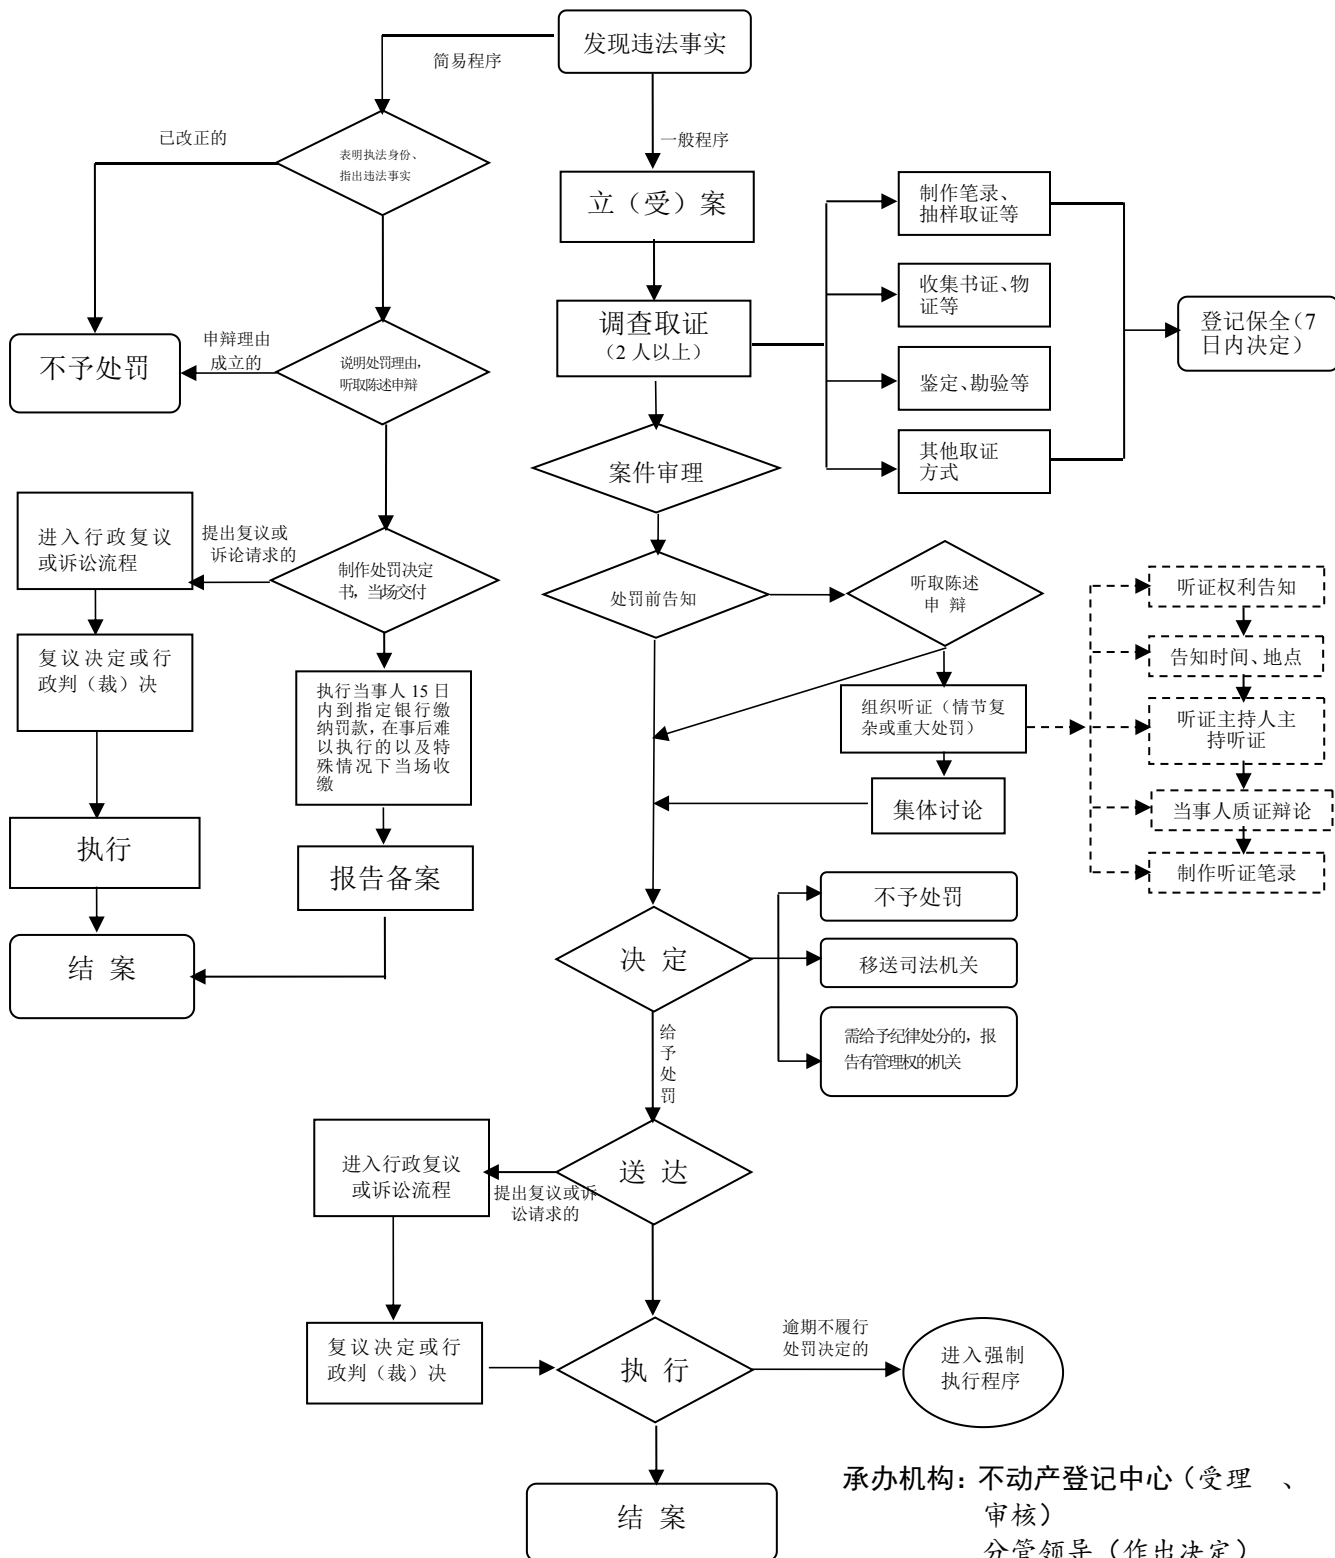 发现违法事实
简易程序
一般程序
已改正的
表明执法身份、
指出违法事实
立（受）案
制作笔录、
抽样取证等
收集书证、物
证等
调查取证
（2 人以上）
登记保全（7
日内决定）
鉴定、勘验等
其他取证
方式
不予处罚
申辩理由
成立的
说明处罚理由，
听取陈述申辩
案件审理
进入行政复议
或诉讼流程
提出复议或
诉论请求的
制作处罚决定
书，当场交付
处罚前告知
听取陈述
申 辩
听证权利告知
告知时间、地点
听证主持人主
持听证
当事人质证辩论
制作听证笔录
复议决定或行
政判（裁）决
执行当事人 15 日
内到指定银行缴
纳罚款，在事后难
以执行的以及特
殊情况下当场收
缴
组织听证（情节复
杂或重大处罚）
集体讨论
执行
报告备案
结 案
决 定
不予处罚
移送司法机关
需给予纪律处分的，报
告有管理权的机关
给
予
处
罚
进入行政复议
或诉讼流程
提出复议或诉
讼请求的
送 达
复议决定或行
政判（裁）决
执 行
逾期不履行
处罚决定的
进入强制
执行程序
结 案
承办机构：不动产登记中心（受理 、
审核）
分管领导（作出决定）